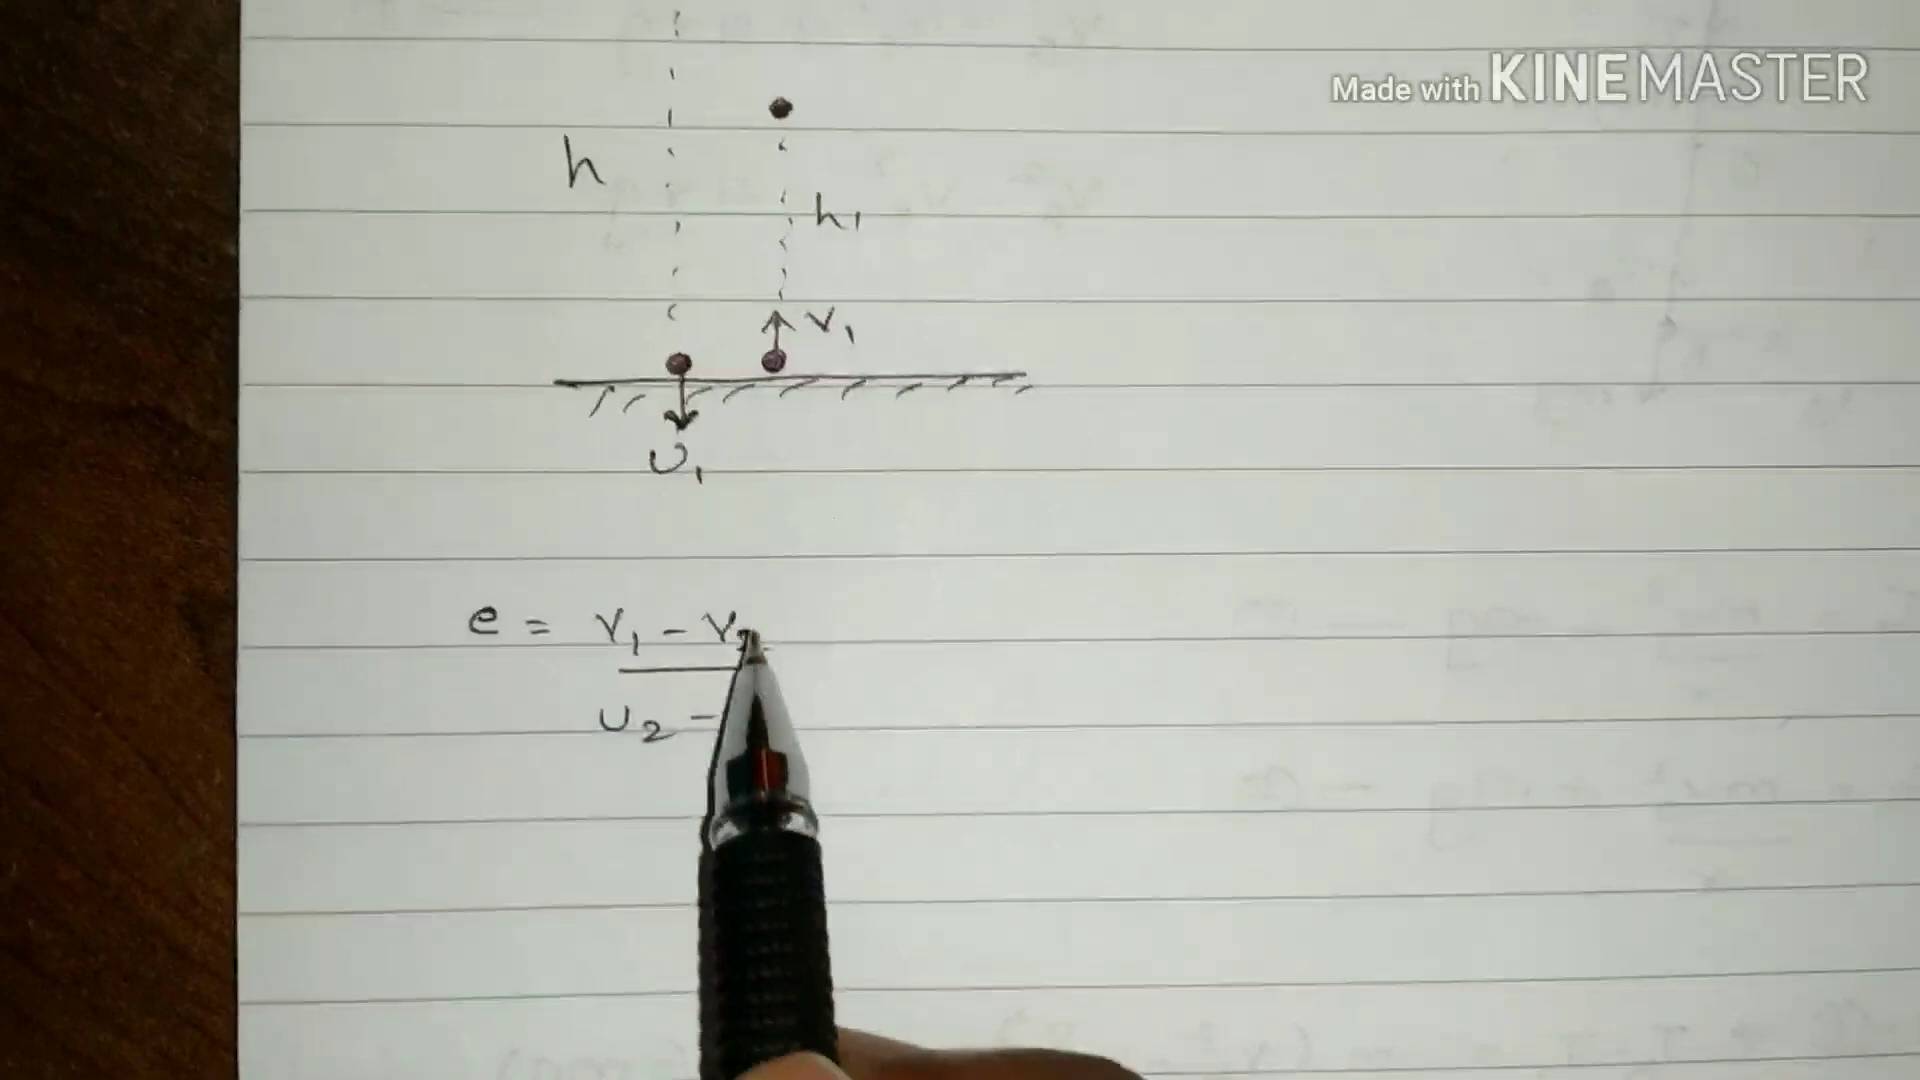 Made with KINEMASTER
h
h₁
v₁
u₁
e = v₁ - v₂
u₂ -